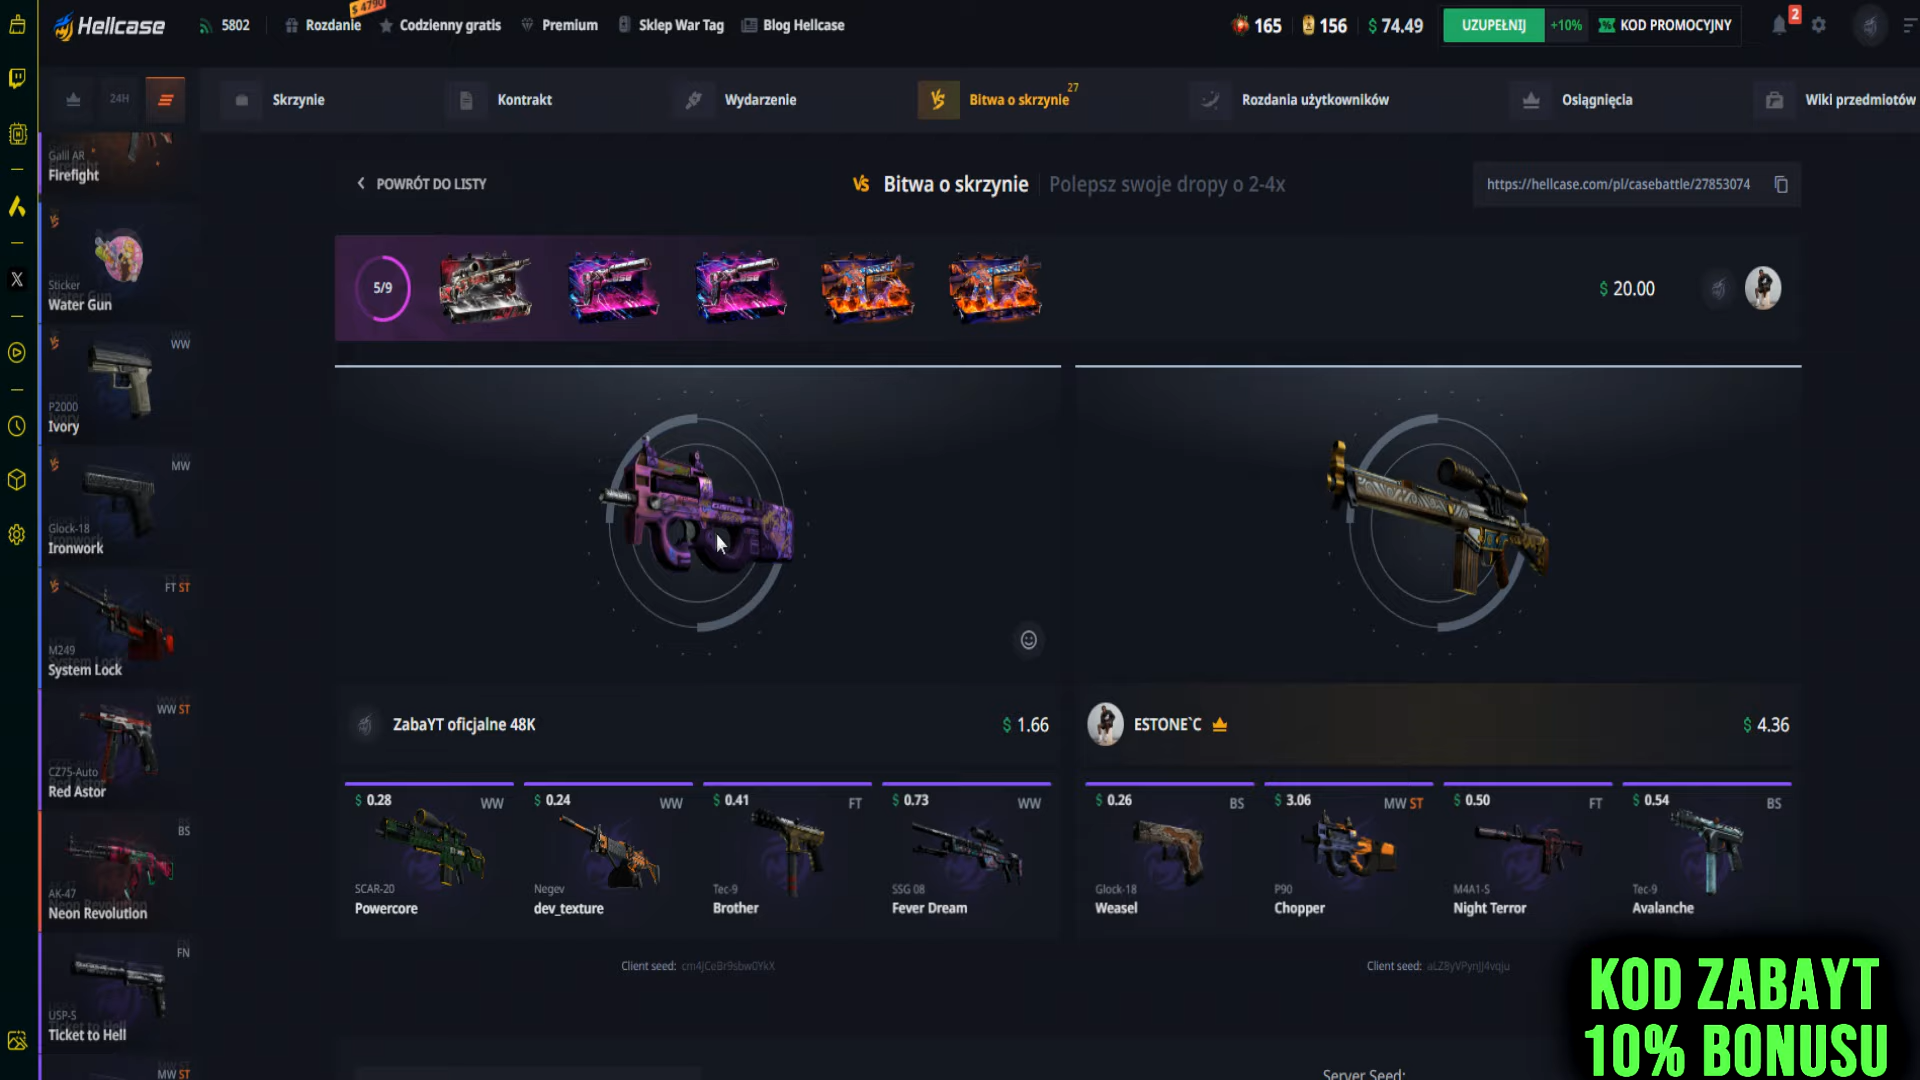 Hellcase
5802
Rozdanie
$ 4790
Codzienny gratis
Premium
Sklep War Tag
Blog Hellcase
165
156
$ 74.49
UZUPEŁNIJ
+10%
KOD PROMOCYJNY
2
24H
Skrzynie
Kontrakt
Wydarzenie
VS
Bitwa o skrzynie
27
Rozdania użytkowników
Osiągnięcia
Wiki przedmiotów
Galil AR
Firefight
Sticker
Water Gun
WW
P2000
Ivory
MW
Glock-18
Ironwork
FT ST
M249
System Lock
WW ST
CZ75-Auto
Red Astor
BS
AK-47
Neon Revolution
FN
USP-S
Ticket to Hell
MW ST
POWRÓT DO LISTY
VS Bitwa o skrzynie
Polepsz swoje dropy o 2-4x
https://hellcase.com/pl/casebattle/27853074
5/9
$ 20.00
ZabaYT oficjalne 48K
$ 1.66
ESTONE`C
$ 4.36
$ 0.28
WW
SCAR-20
Powercore
$ 0.24
WW
Negev
dev_texture
$ 0.41
FT
Tec-9
Brother
$ 0.73
WW
SSG 08
Fever Dream
$ 0.26
BS
Glock-18
Weasel
$ 3.06
MW ST
P90
Chopper
$ 0.50
FT
M4A1-S
Night Terror
$ 0.54
BS
Tec-9
Avalanche
Client seed:
Client seed:
Server Seed:
KOD ZABAYT
10% BONUSU